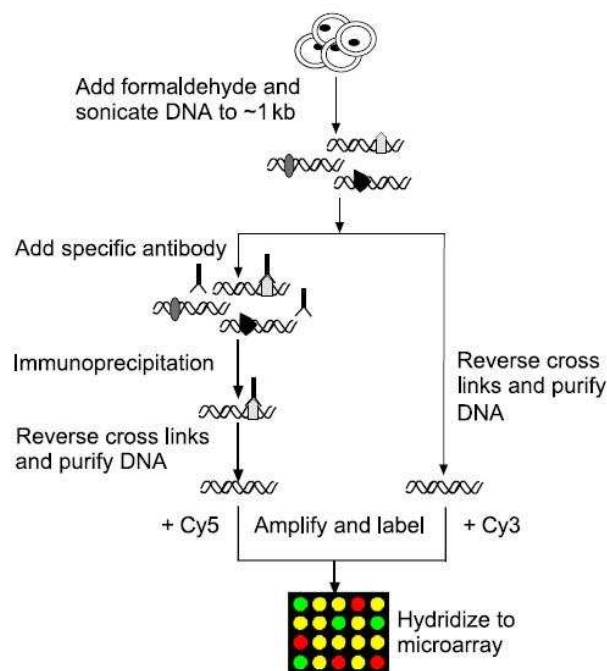 Add formaldehyde and
sonicate DNA to ~1 kb
Add specific antibody
Immunoprecipitation
Reverse cross links
and purify DNA
Reverse cross
links and purify
DNA
+ Cy5
Amplify and label
+ Cy3
Hydridize to
microarray